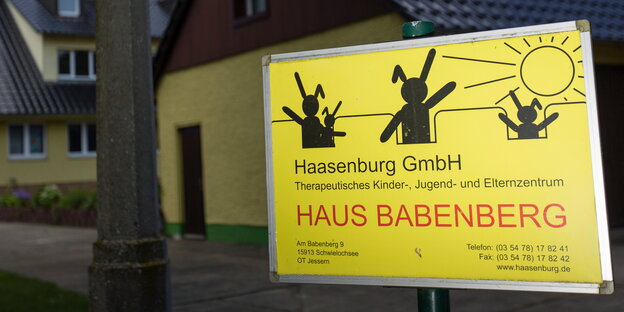 Haasenburg GmbH
Therapeutisches Kinder-, Jugend- und Elternzentrum
HAUS BABENBERG
Am Babenberg 9
15913 Schwielochsee
OT Jessern
Telefon: (03 54 78) 17 82 41
Fax: (03 54 78) 17 82 42
www.haasenburg.de